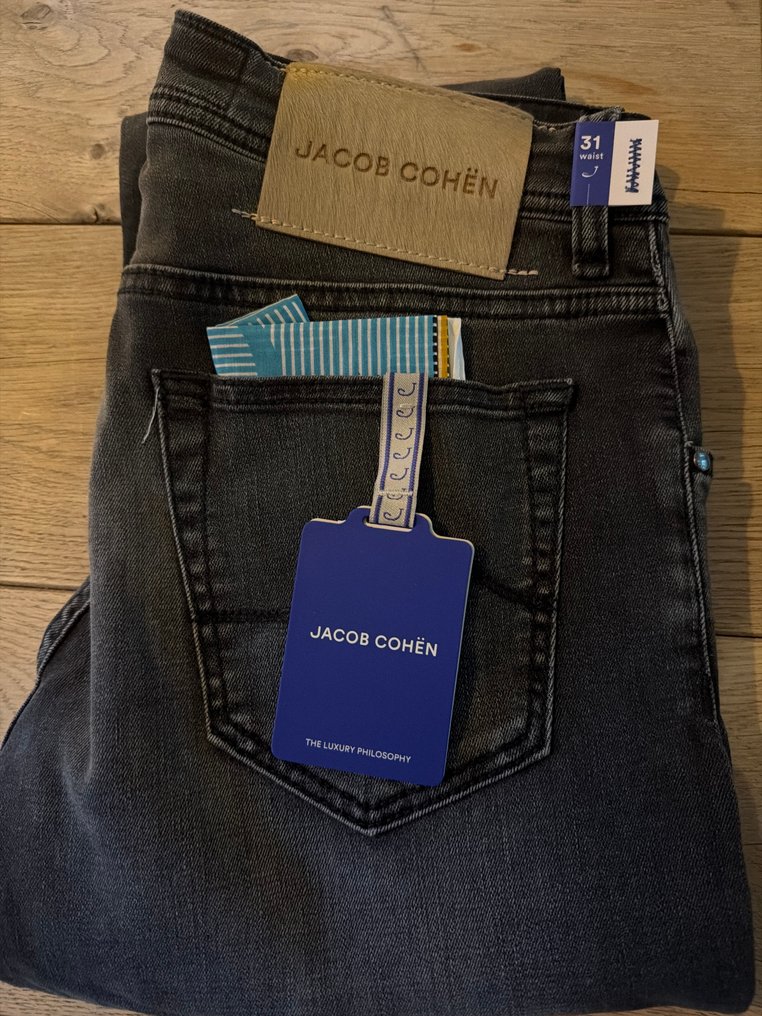 JACOB COHËN
31
waist
JACOB COHËN
THE LUXURY PHILOSOPHY